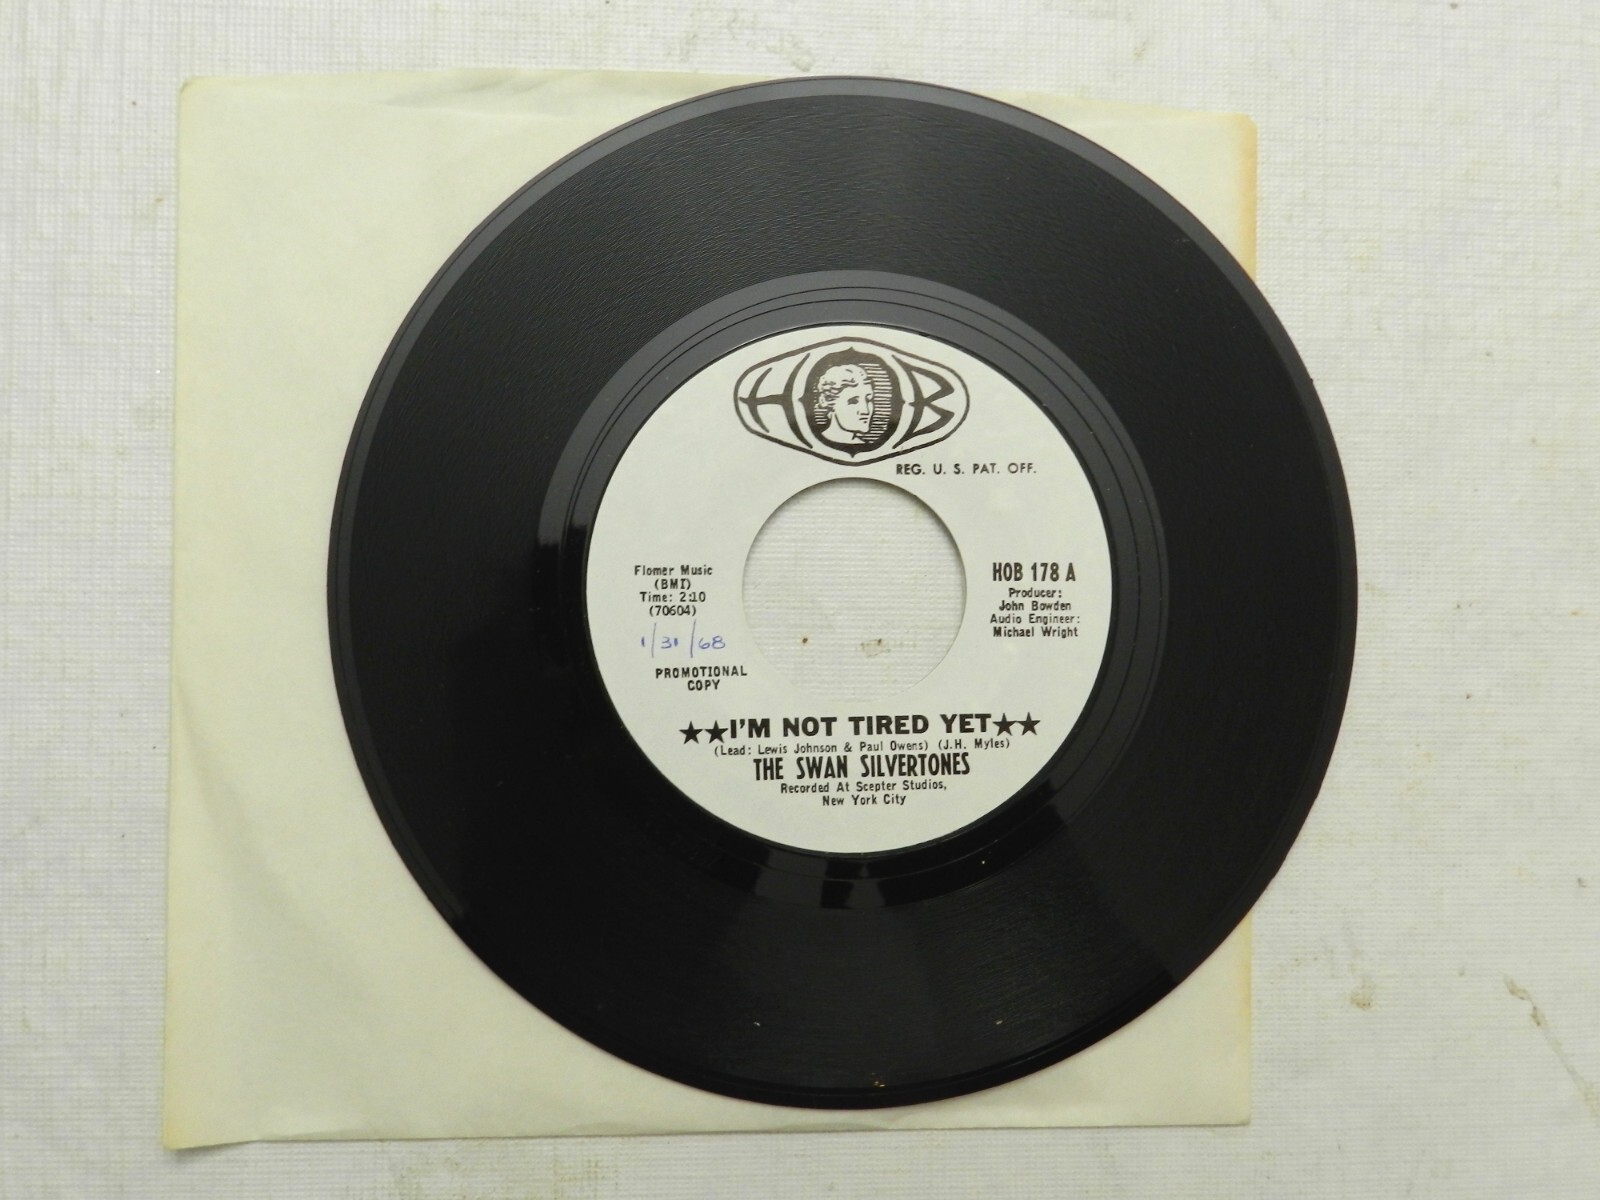 HOB
REG. U. S. PAT. OFF.
Flomer Music
(BMI)
Time: 2:10
(70604)
1/31/68
PROMOTIONAL
COPY
HOB 178 A
Producer:
John Bowden
Audio Engineer:
Michael Wright
★★I'M NOT TIRED YET★★
(Lead: Lewis Johnson & Paul Owens) (J.H. Myles)
THE SWAN SILVERTONES
Recorded At Scepter Studios,
New York City